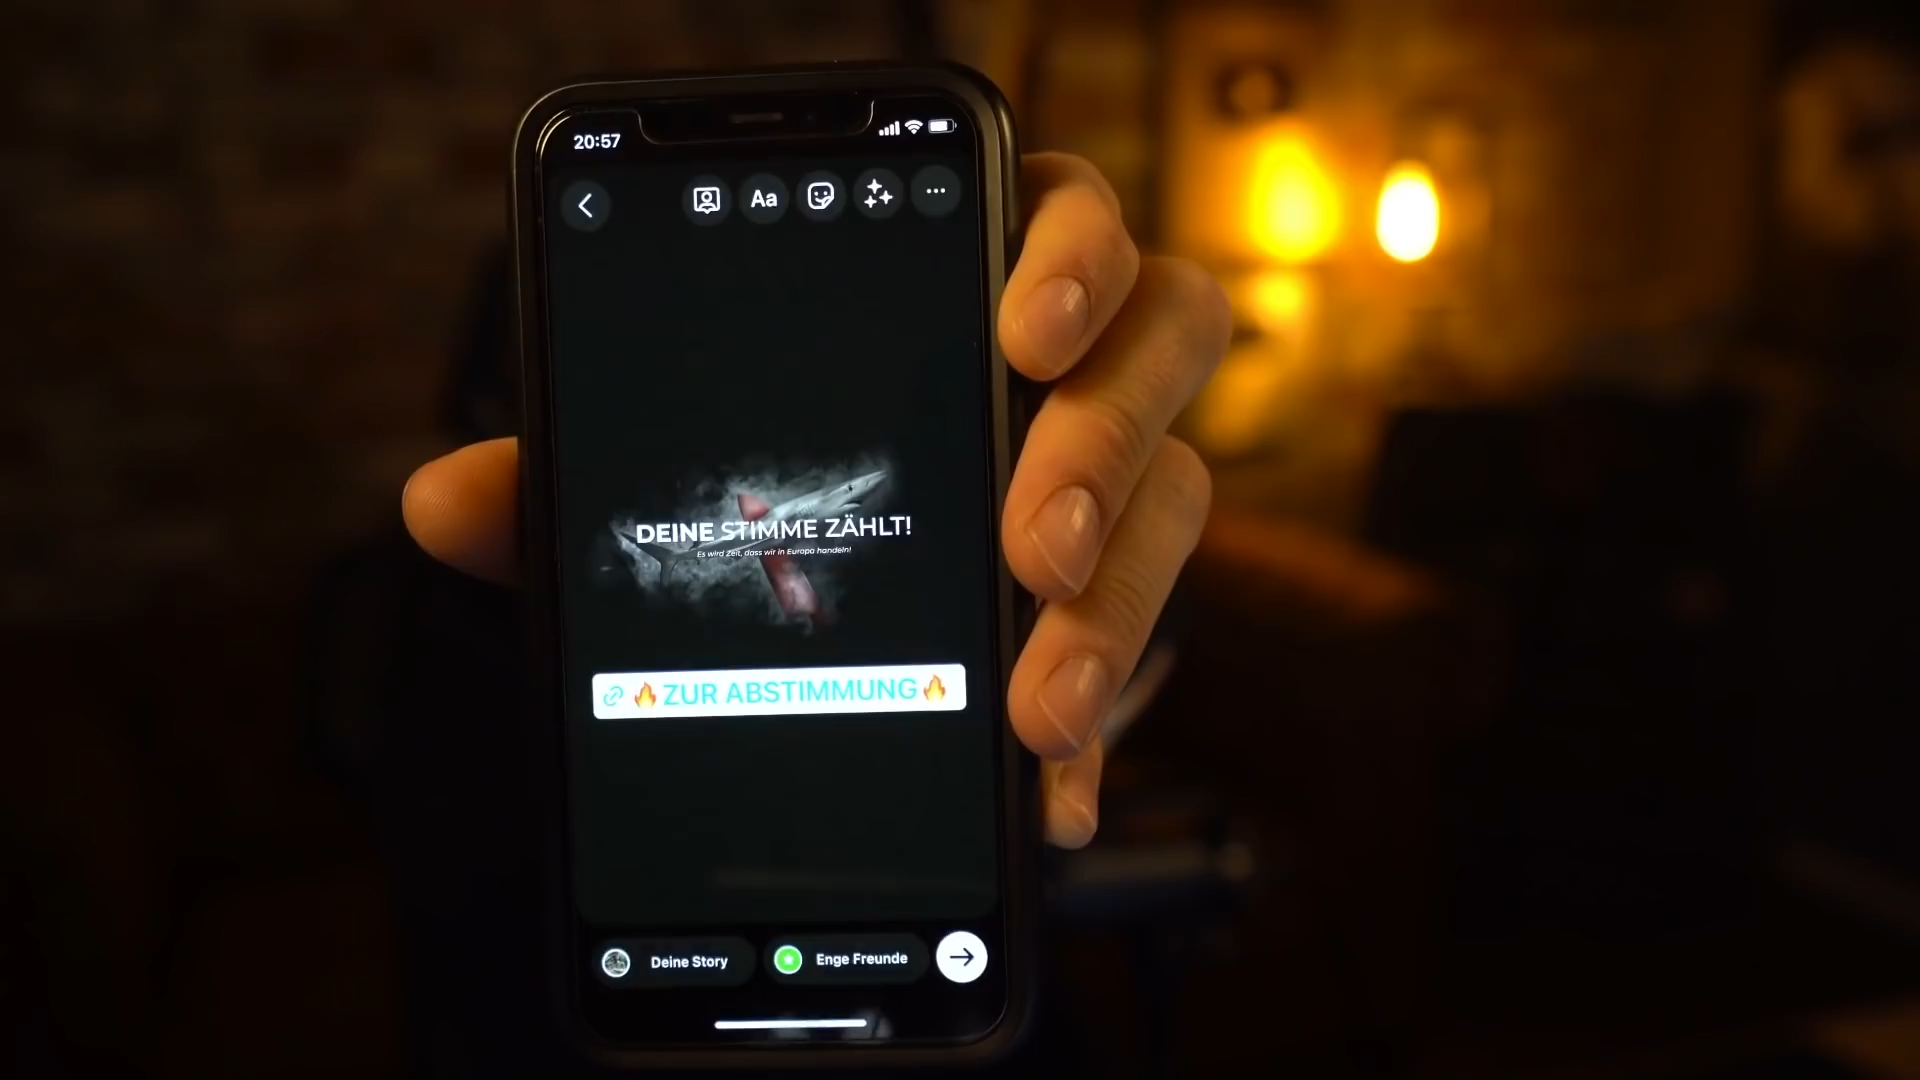 20:57
Aa
DEINE STIMME ZÄHLT!
Es wird Zeit, dass wir in Europa handeln!
🔥ZUR ABSTIMMUNG🔥
Deine Story
Enge Freunde